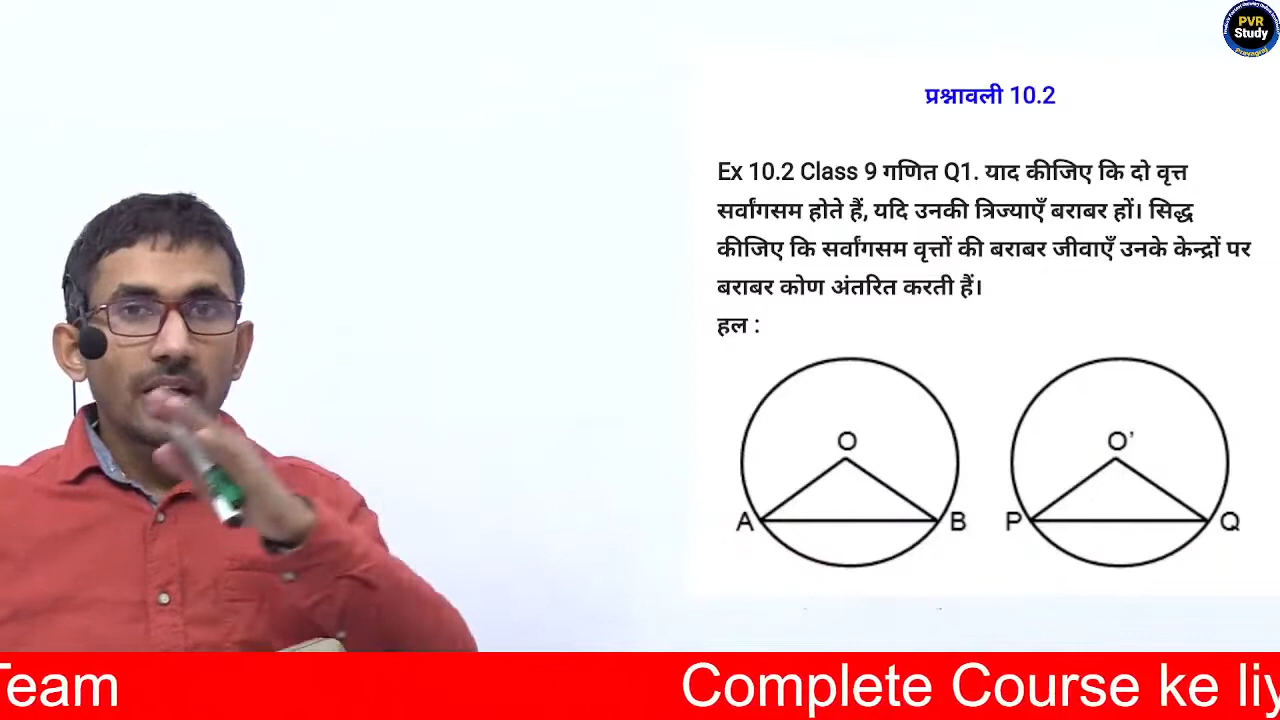 PVR
Study
प्रश्नावली 10.2
Ex 10.2 Class 9 गणित Q1. याद कीजिए कि दो वृत्त
सर्वांगसम होते हैं, यदि उनकी त्रिज्याएँ बराबर हों। सिद्ध
कीजिए कि सर्वांगसम वृत्तों की बराबर जीवाएँ उनके केन्द्रों पर
बराबर कोण अंतरित करती हैं।
हल :
O O'
A B P Q
Team Complete Course ke liy